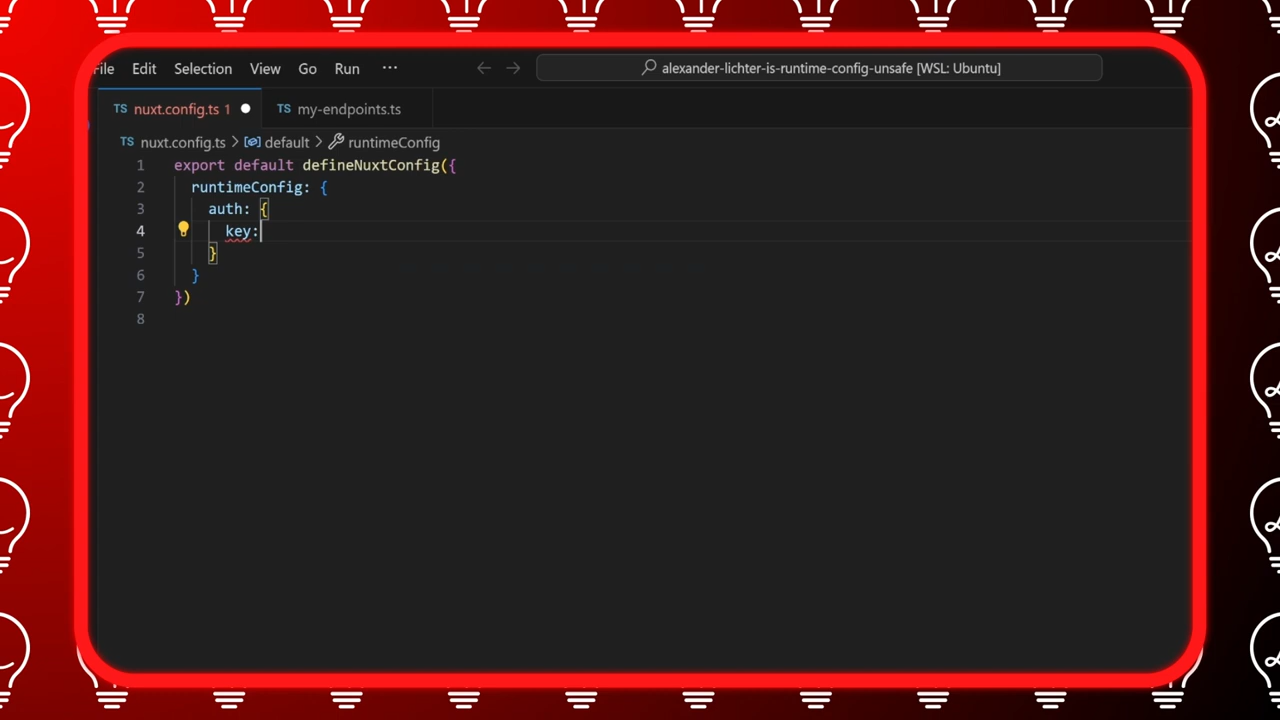 File Edit Selection View Go Run ··· ← → alexander-lichter-is-runtime-config-unsafe [WSL: Ubuntu]
TS nuxt.config.ts 1 ● TS my-endpoints.ts
TS nuxt.config.ts > default > runtimeConfig
1 export default defineNuxtConfig({
2   runtimeConfig: {
3     auth: {
4       key:
5     }
6   }
7 })
8